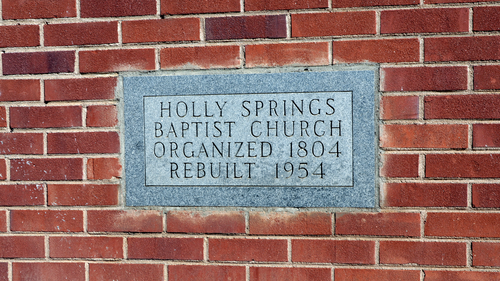 HOLLY SPRINGS
BAPTIST CHURCH
ORGANIZED 1804
REBUILT 1954